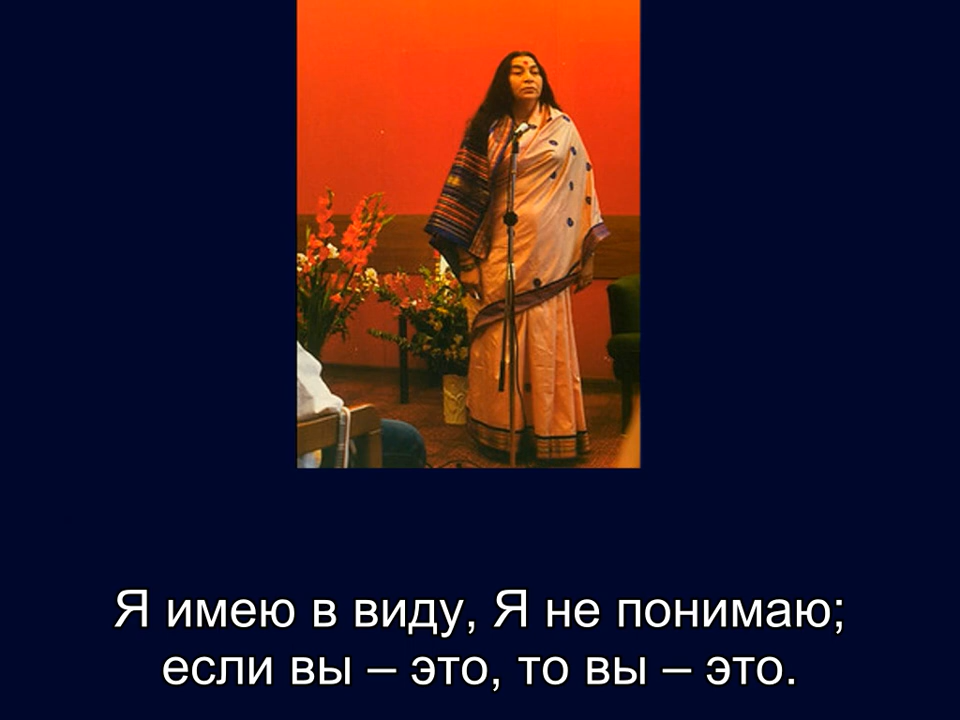 Я имею в виду, Я не понимаю;
если вы – это, то вы – это.